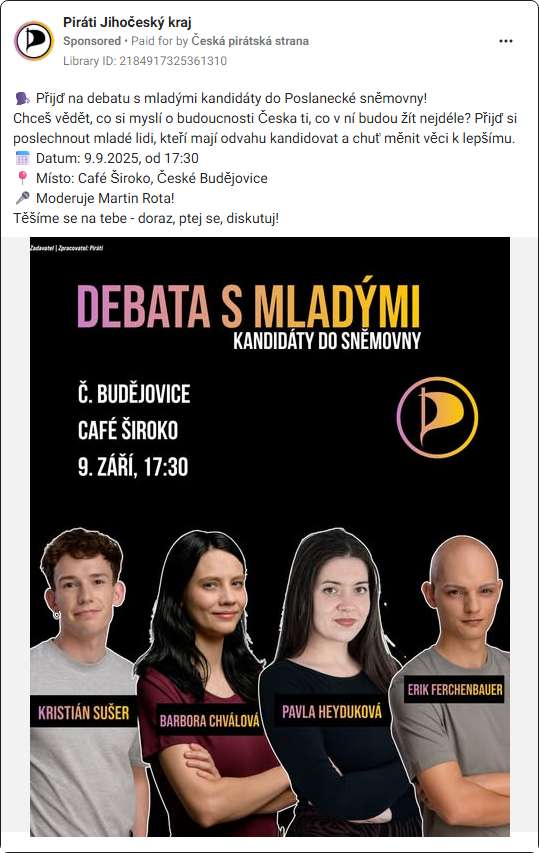 Piráti Jihočeský kraj
Sponsored • Paid for by Česká pirátská strana
Library ID: 2184917325361310
🗣 Přijď na debatu s mladými kandidáty do Poslanecké sněmovny!
Chceš vědět, co si myslí o budoucnosti Česka ti, co v ní budou žít nejdéle? Přijď si
poslechnout mladé lidi, kteří mají odvahu kandidovat a chuť měnit věci k lepšímu.
📅 Datum: 9.9.2025, od 17:30
📍 Místo: Café Široko, České Budějovice
🎤 Moderuje Martin Rota!
Těšíme se na tebe - doraz, ptej se, diskutuj!
Zadavatel | Zpracovatel: Piráti
DEBATA S MLADÝMI
KANDIDÁTY DO SNĚMOVNY
Č. BUDĚJOVICE
CAFÉ ŠIROKO
9. ZÁŘÍ, 17:30
KRISTIÁN SUŠER
BARBORA CHVÁLOVÁ
PAVLA HEYDUKOVÁ
ERIK FERCHENBAUER